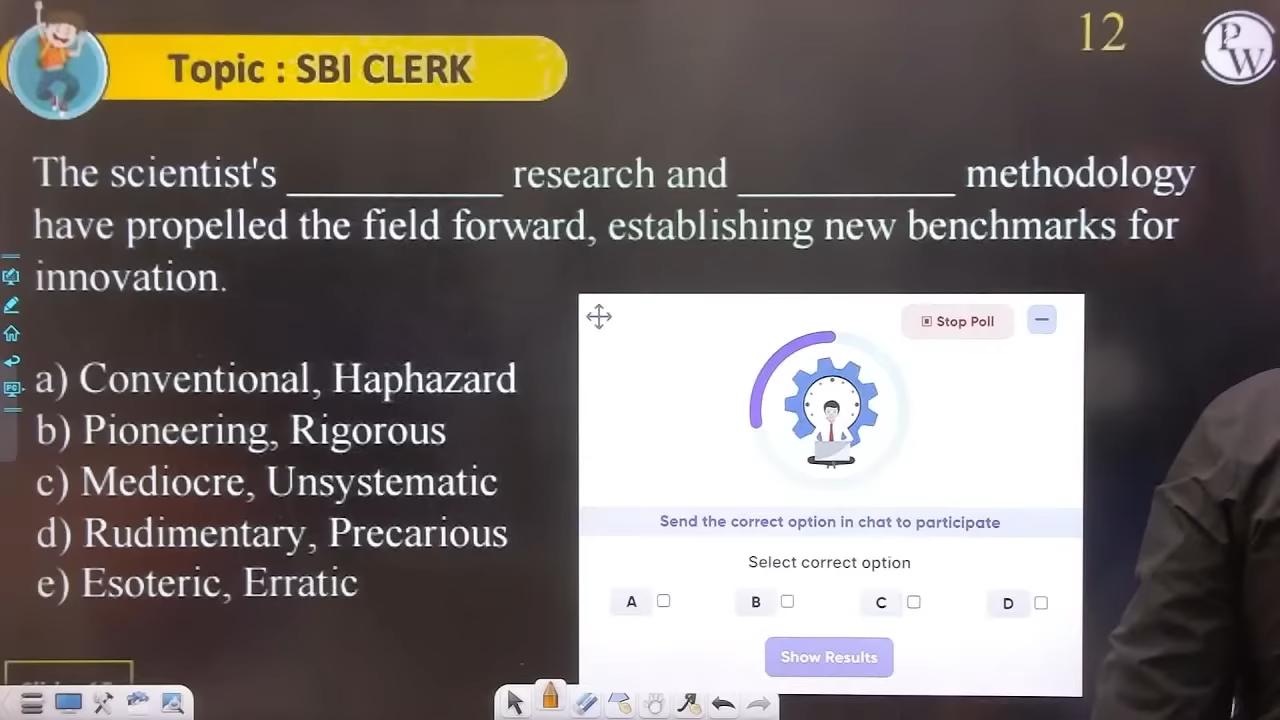 12
PW
Topic : SBI CLERK
The scientist's __________ research and __________ methodology
have propelled the field forward, establishing new benchmarks for
innovation.
a) Conventional, Haphazard
b) Pioneering, Rigorous
c) Mediocre, Unsystematic
d) Rudimentary, Precarious
e) Esoteric, Erratic
Stop Poll
Send the correct option in chat to participate
Select correct option
A B C D
Show Results